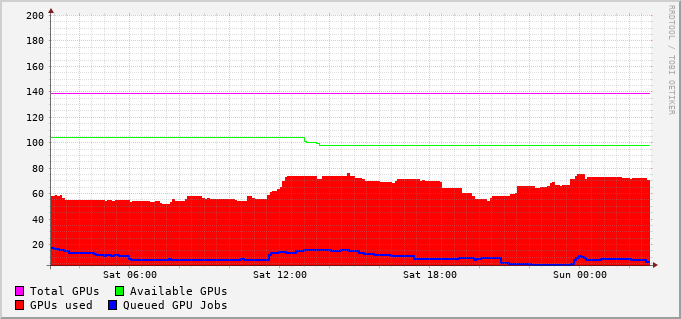 200
180
160
140
120
100
80
60
40
20
Sat 06:00 Sat 12:00 Sat 18:00 Sun 00:00
Total GPUs Available GPUs
GPUs used Queued GPU Jobs
RRDTOOL / TOBI OETIKER